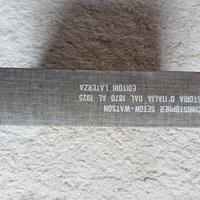 CHRISTOPHER SETON-WATSON
STORIA D'ITALIA DAL 1870 AL 1925
EDITORI LATERZA